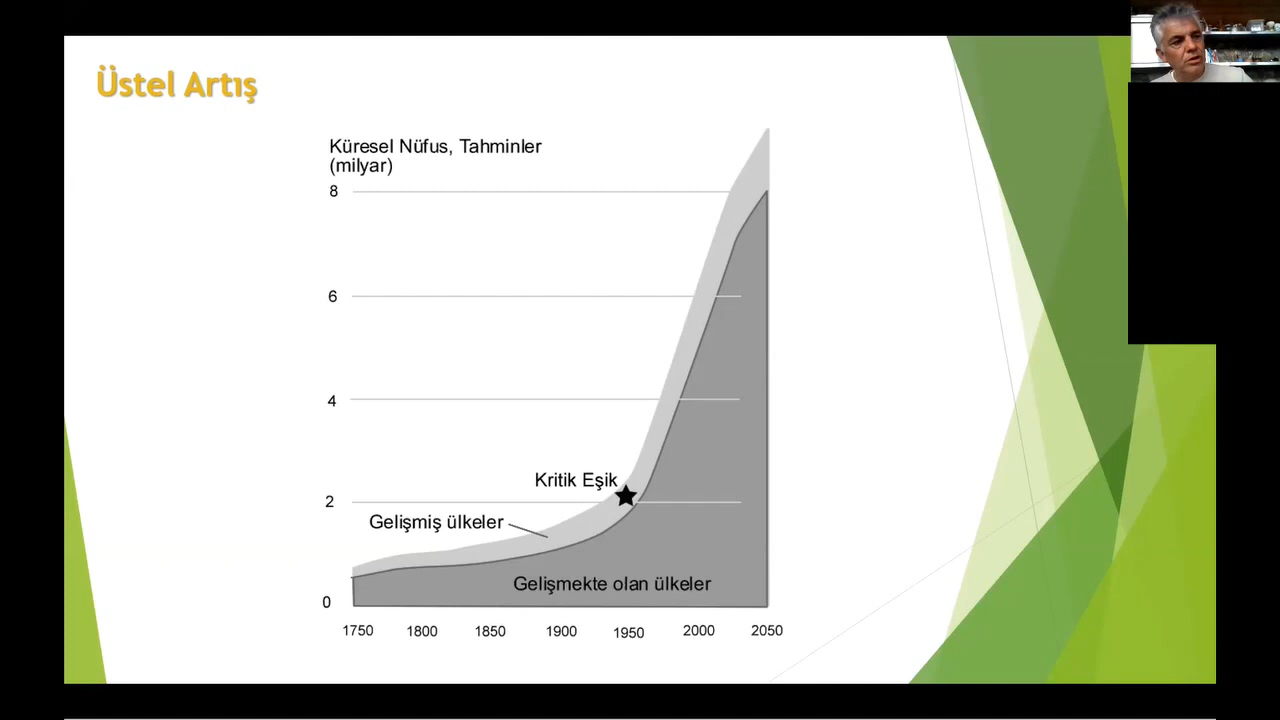 Üstel Artış
Küresel Nüfus, Tahminler
(milyar)
8
6
4
Kritik Eşik
2
Gelişmiş ülkeler
Gelişmekte olan ülkeler
0
1750 1800 1850 1900 1950 2000 2050